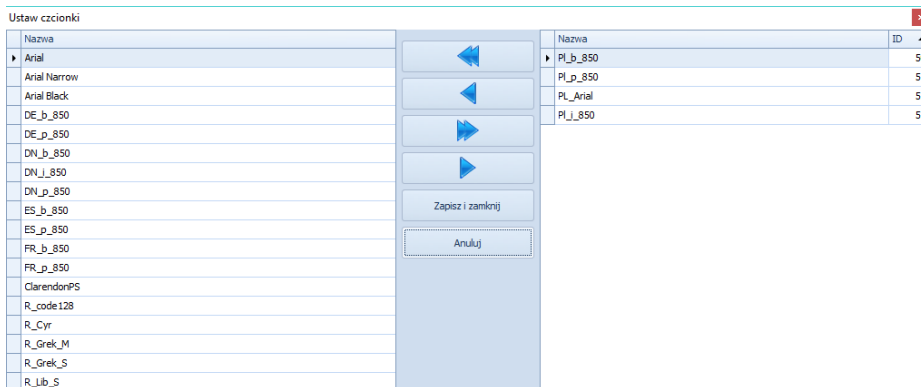 Ustaw czcionki
Nazwa
Arial
Arial Narrow
Arial Black
DE_b_850
DE_p_850
DN_b_850
DN_i_850
DN_p_850
ES_b_850
ES_p_850
FR_b_850
FR_p_850
ClarendonPS
R_code128
R_Cyr
R_Grek_M
R_Grek_S
R_Lib_S
Zapisz i zamknij
Anuluj
Nazwa ID
Pl_b_850 5
Pl_p_850 5
PL_Arial 5
Pl_i_850 5